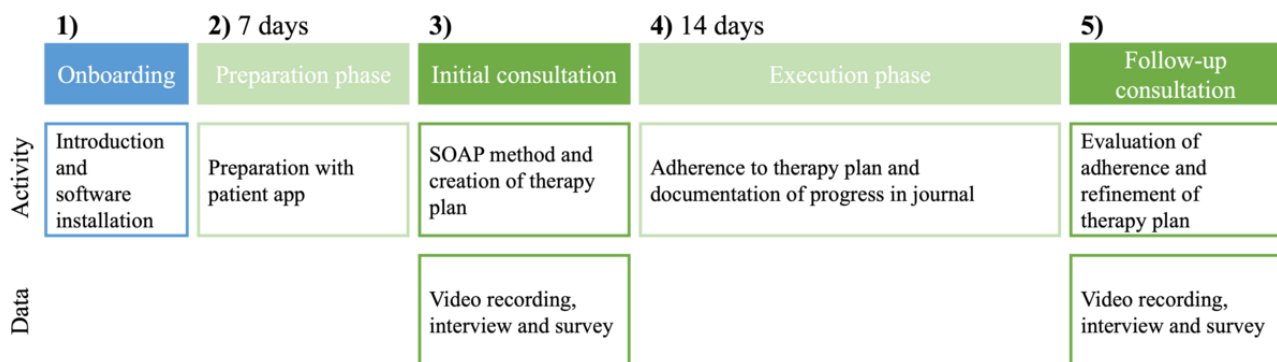 1)
2) 7 days
3)
4) 14 days
5)
Onboarding
Preparation phase
Initial consultation
Execution phase
Follow-up
consultation
Activity
Introduction
and
software
installation
Preparation with
patient app
SOAP method and
creation of therapy
plan
Adherence to therapy plan and
documentation of progress in journal
Evaluation of
adherence and
refinement of
therapy plan
Data
Video recording,
interview and survey
Video recording,
interview and survey